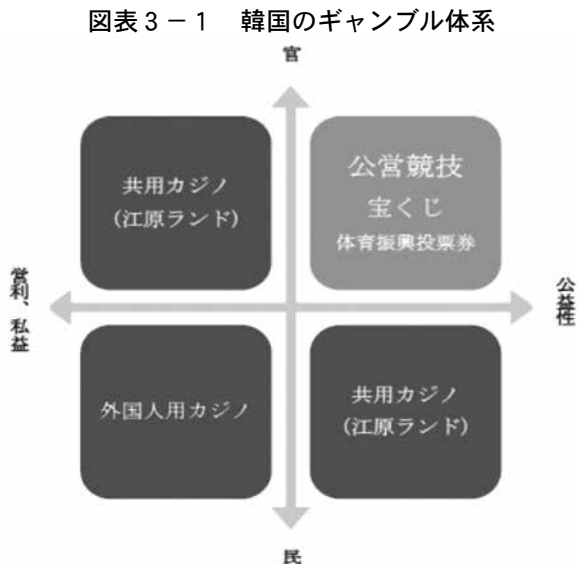 図表3－1　韓国のギャンブル体系
官
共用カジノ
(江原ランド)
公営競技
宝くじ
体育振興投票券
営利、私益
公益性
外国人用カジノ
共用カジノ
(江原ランド)
民